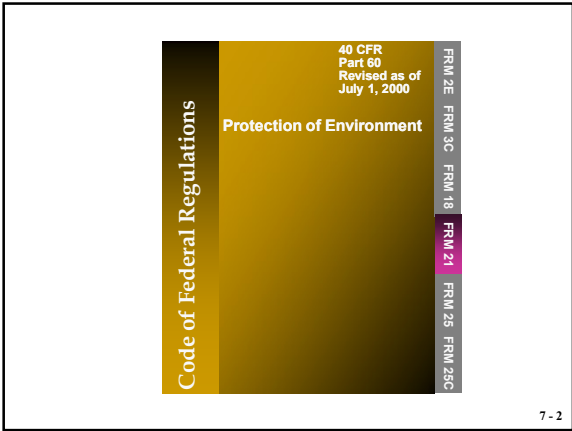 40 CFR
Part 60
Revised as of
July 1, 2000
Protection of Environment
Code of Federal Regulations
FRM 2E
FRM 3C
FRM 18
FRM 21
FRM 25
FRM 25C
7 - 2